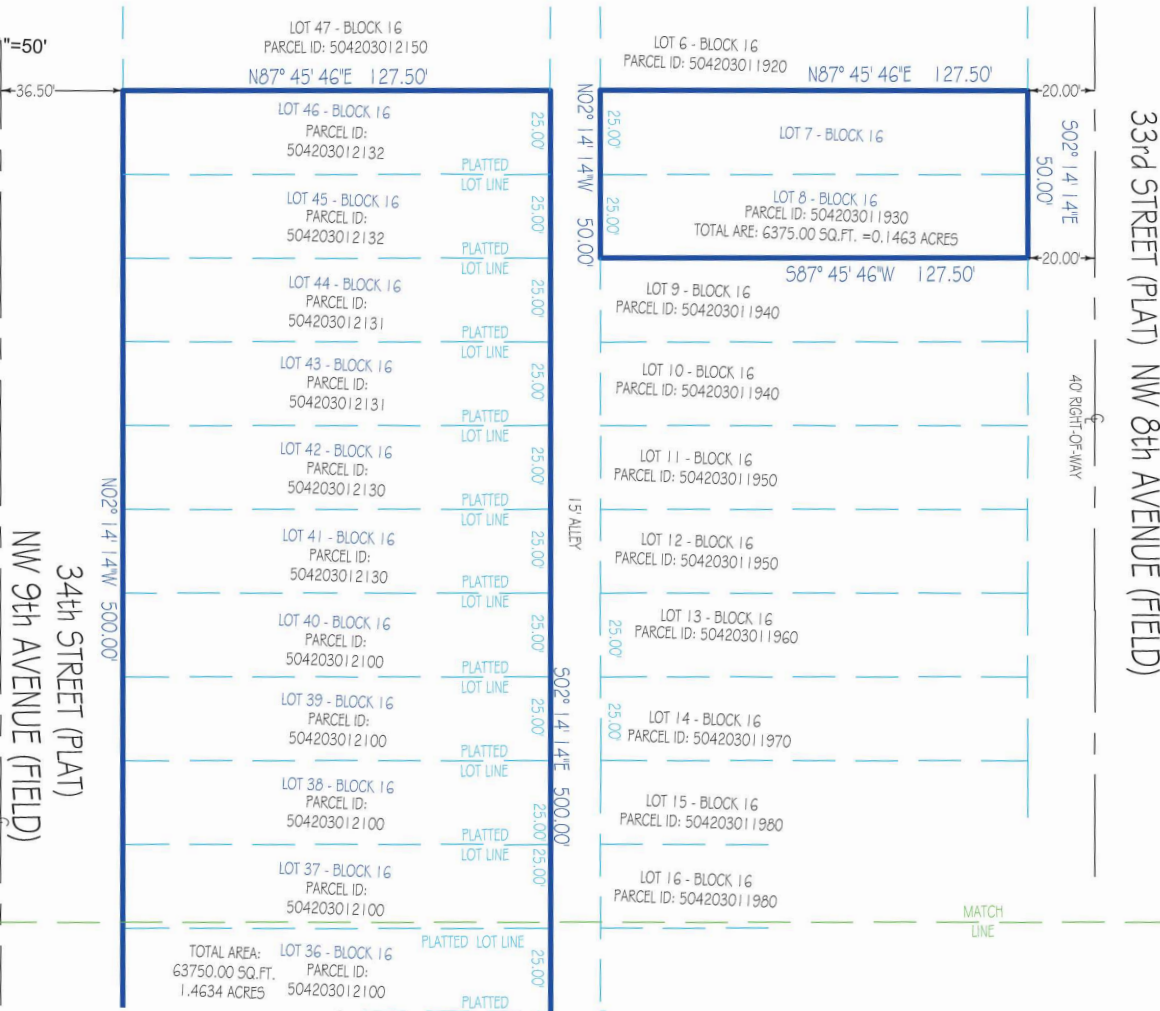 "=50'
36.50'
LOT 47 - BLOCK 16
PARCEL ID: 504203012150
N87° 45' 46"E 127.50'
LOT 46 - BLOCK 16
PARCEL ID:
504203012132
25.00'
PLATTED
LOT LINE
LOT 45 - BLOCK 16
PARCEL ID:
504203012132
25.00'
PLATTED
LOT LINE
LOT 44 - BLOCK 16
PARCEL ID:
504203012131
25.00'
PLATTED
LOT LINE
LOT 43 - BLOCK 16
PARCEL ID:
504203012131
25.00'
PLATTED
LOT LINE
LOT 42 - BLOCK 16
PARCEL ID:
504203012130
25.00'
PLATTED
LOT LINE
LOT 41 - BLOCK 16
PARCEL ID:
504203012130
25.00'
PLATTED
LOT LINE
LOT 40 - BLOCK 16
PARCEL ID:
504203012100
25.00'
PLATTED
LOT LINE
LOT 39 - BLOCK 16
PARCEL ID:
504203012100
25.00'
PLATTED
LOT LINE
LOT 38 - BLOCK 16
PARCEL ID:
504203012100
25.00'
PLATTED
LOT LINE
LOT 37 - BLOCK 16
PARCEL ID:
504203012100
25.00'
PLATTED LOT LINE
TOTAL AREA:
63750.00 SQ.FT.
1.4634 ACRES
LOT 36 - BLOCK 16
PARCEL ID:
504203012100
25.00'
PLATTED
N02° 14' 14"W 500.00'
34th STREET (PLAT)
NW 9th AVENUE (FIELD)
S02° 14' 14"E 500.00'
15' ALLEY
LOT 6 - BLOCK 16
PARCEL ID: 504203011920
N87° 45' 46"E 127.50'
20.00'
N02° 14' 14"W 50.00'
25.00'
LOT 7 - BLOCK 16
25.00'
LOT 8 - BLOCK 16
PARCEL ID: 504203011930
TOTAL ARE: 6375.00 SQ.FT. =0.1463 ACRES
S02° 14' 14"E
50.00'
S87° 45' 46"W 127.50'
20.00'
LOT 9 - BLOCK 16
PARCEL ID: 504203011940
LOT 10 - BLOCK 16
PARCEL ID: 504203011940
LOT 11 - BLOCK 16
PARCEL ID: 504203011950
LOT 12 - BLOCK 16
PARCEL ID: 504203011950
LOT 13 - BLOCK 16
PARCEL ID: 504203011960
25.00'
LOT 14 - BLOCK 16
PARCEL ID: 504203011970
25.00'
LOT 15 - BLOCK 16
PARCEL ID: 504203011980
LOT 16 - BLOCK 16
PARCEL ID: 504203011980
MATCH
LINE
40' RIGHT-OF-WAY
℄
33rd STREET (PLAT) NW 8th AVENUE (FIELD)